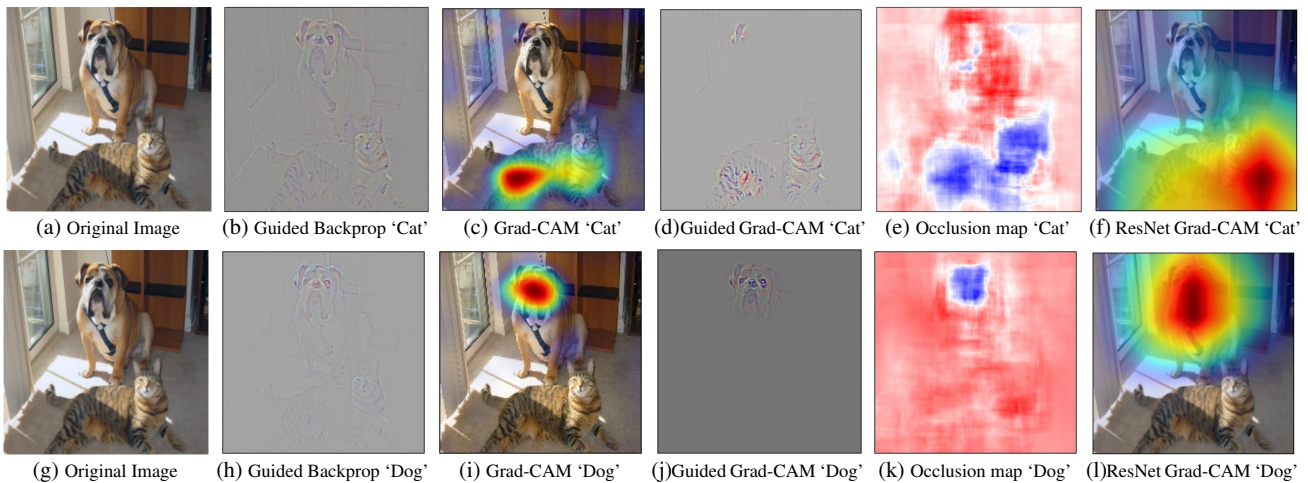 (a) Original Image (b) Guided Backprop ‘Cat’ (c) Grad-CAM ‘Cat’ (d)Guided Grad-CAM ‘Cat’ (e) Occlusion map ‘Cat’ (f) ResNet Grad-CAM ‘Cat’
(g) Original Image (h) Guided Backprop ‘Dog’ (i) Grad-CAM ‘Dog’ (j)Guided Grad-CAM ‘Dog’ (k) Occlusion map ‘Dog’ (l)ResNet Grad-CAM ‘Dog’